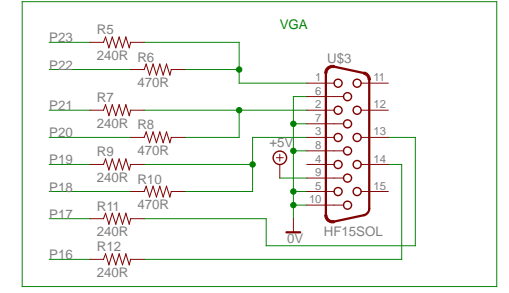 VGA
P23 R5 240R
P22 R6 470R
P21 R7 240R
P20 R8 470R
P19 R9 240R
P18 R10 470R
P17 R11 240R
P16 R12 240R
U$3
1 11
6
2 12
7
3 13
8
4 14
9
5 15
10
+5V
0V
HF15SOL